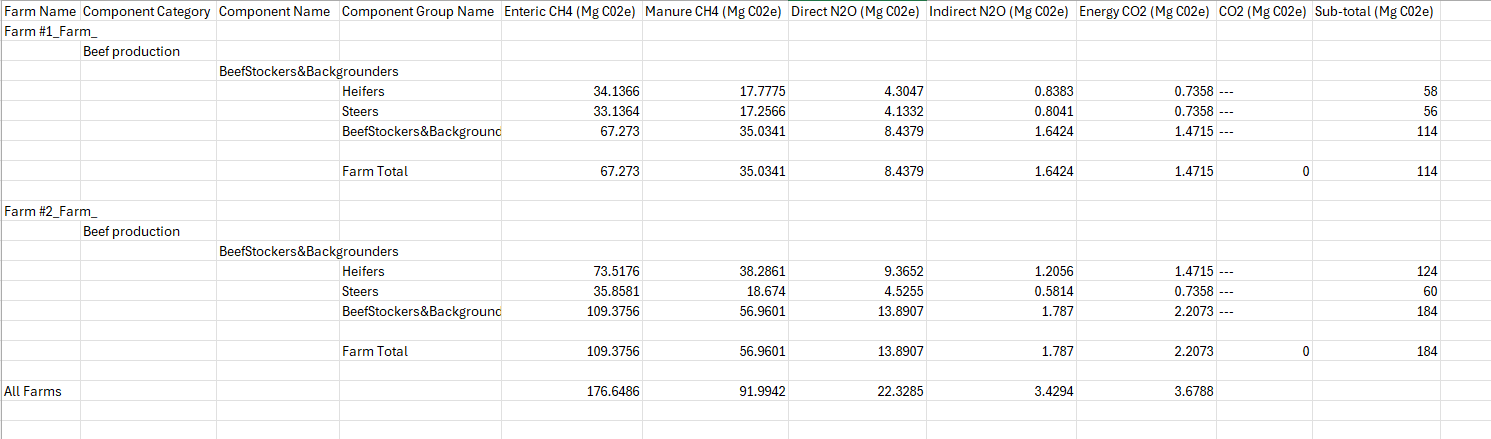 Farm Name Component Category Component Name Component Group Name Enteric CH4 (Mg C02e) Manure CH4 (Mg C02e) Direct N2O (Mg C02e) Indirect N2O (Mg C02e) Energy CO2 (Mg C02e) CO2 (Mg C02e) Sub-total (Mg C02e)
Farm #1_Farm_
Beef production
BeefStockers&Backgrounders
Heifers 34.1366 17.7775 4.3047 0.8383 0.7358 --- 58
Steers 33.1364 17.2566 4.1332 0.8041 0.7358 --- 56
BeefStockers&Background 67.273 35.0341 8.4379 1.6424 1.4715 --- 114
Farm Total 67.273 35.0341 8.4379 1.6424 1.4715 0 114
Farm #2_Farm_
Beef production
BeefStockers&Backgrounders
Heifers 73.5176 38.2861 9.3652 1.2056 1.4715 --- 124
Steers 35.8581 18.674 4.5255 0.5814 0.7358 --- 60
BeefStockers&Background 109.3756 56.9601 13.8907 1.787 2.2073 --- 184
Farm Total 109.3756 56.9601 13.8907 1.787 2.2073 0 184
All Farms 176.6486 91.9942 22.3285 3.4294 3.6788